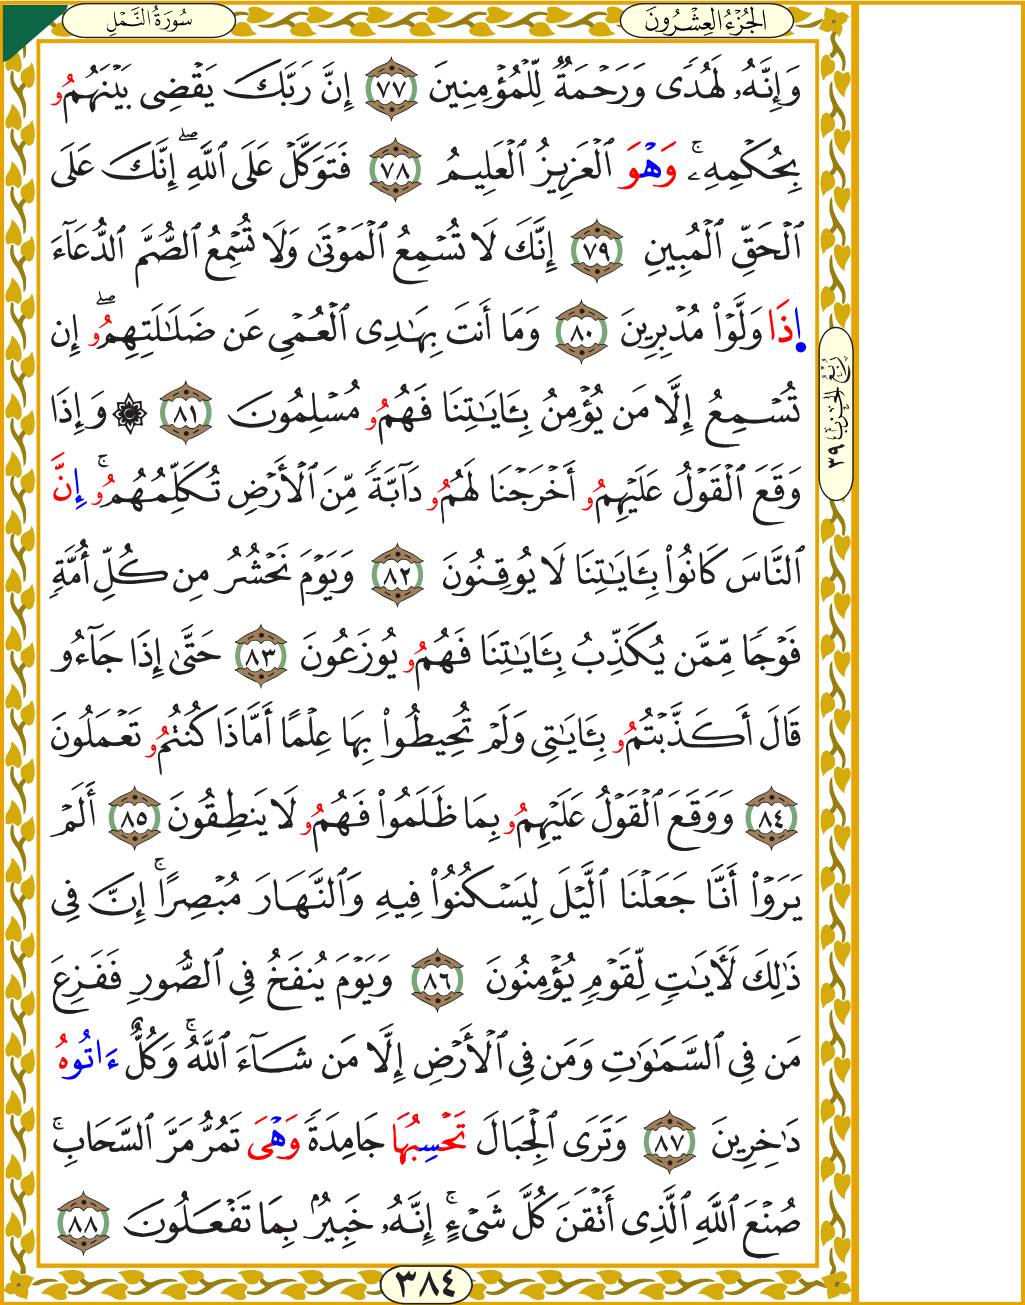 سُورَةُ النَّمْلِ
الجُزْءُ العِشْرُونَ
وَإِنَّهُۥ لَهُدٗى وَرَحۡمَةٞ لِّلۡمُؤۡمِنِينَ ٧٧ إِنَّ رَبَّكَ يَقۡضِى بَيۡنَهُمُۥ
بِحُكۡمِهِۦۚ وَهۡوَ ٱلۡعَزِيزُ ٱلۡعَلِيمُ ٧٨ فَتَوَكَّلۡ عَلَى ٱللَّهِۖ إِنَّكَ عَلَى
ٱلۡحَقِّ ٱلۡمُبِينِ ٧٩ إِنَّكَ لَا تُسۡمِعُ ٱلۡمَوۡتَىٰ وَلَا تُسۡمِعُ ٱلصُّمَّ ٱلدُّعَآءَ
اِ۪ذَا وَلَّوۡاْ مُدۡبِرِينَ ٨٠ وَمَا أَنتَ بِهَٰدِى ٱلۡعُمۡىِ عَن ضَلَٰلَتِهِمُۥۖ إِن
تُسۡمِعُ إِلَّا مَن يُؤۡمِنُ بِـَٔايَٰتِنَا فَهُمُۥ مُسۡلِمُونَ ٨١ ۞ وَإِذَا
رُبْعُ الحِزْبِ ٣٩
وَقَعَ ٱلۡقَوۡلُ عَلَيۡهِمُۥ أَخۡرَجۡنَا لَهُمُۥ دَآبَّةٗ مِّنَ ٱلۡأَرۡضِ تُكَلِّمُهُمُۥۚ إِنَّ
ٱلنَّاسَ كَانُواْ بِـَٔايَٰتِنَا لَا يُوقِنُونَ ٨٢ وَيَوۡمَ نَحۡشُرُ مِن كُلِّ أُمَّةٖ
فَوۡجٗا مِّمَّن يُكَذِّبُ بِـَٔايَٰتِنَا فَهُمُۥ يُوزَعُونَ ٨٣ حَتَّىٰ إِذَا جَآءُو
قَالَ أَكَذَّبۡتُمُۥ بِـَٔايَٰتِى وَلَمۡ تُحِيطُواْ بِهَا عِلۡمًا أَمَّاذَا كُنتُمُۥ تَعۡمَلُونَ
٨٤ وَوَقَعَ ٱلۡقَوۡلُ عَلَيۡهِمُۥ بِمَا ظَلَمُواْ فَهُمُۥ لَا يَنطِقُونَ ٨٥ أَلَمۡ
يَرَوۡاْ أَنَّا جَعَلۡنَا ٱلَّيۡلَ لِيَسۡكُنُواْ فِيهِ وَٱلنَّهَارَ مُبۡصِرًاۚ إِنَّ فِى
ذَٰلِكَ لَأٓيَٰتٖ لِّقَوۡمٖ يُؤۡمِنُونَ ٨٦ وَيَوۡمَ يُنفَخُ فِى ٱلصُّورِ فَفَزِعَ
مَن فِى ٱلسَّمَٰوَٰتِ وَمَن فِى ٱلۡأَرۡضِ إِلَّا مَن شَآءَ ٱللَّهُۚ وَكُلٌّ ءَاتُوهُ
دَٰخِرِينَ ٨٧ وَتَرَى ٱلۡجِبَالَ تَحۡسِبُهَا جَامِدَةٗ وَهۡىَ تَمُرُّ مَرَّ ٱلسَّحَابِۚ
صُنۡعَ ٱللَّهِ ٱلَّذِى أَتۡقَنَ كُلَّ شَىۡءٍۚ إِنَّهُۥ خَبِيرُۢ بِمَا تَفۡعَلُونَ ٨٨
٣٨٤